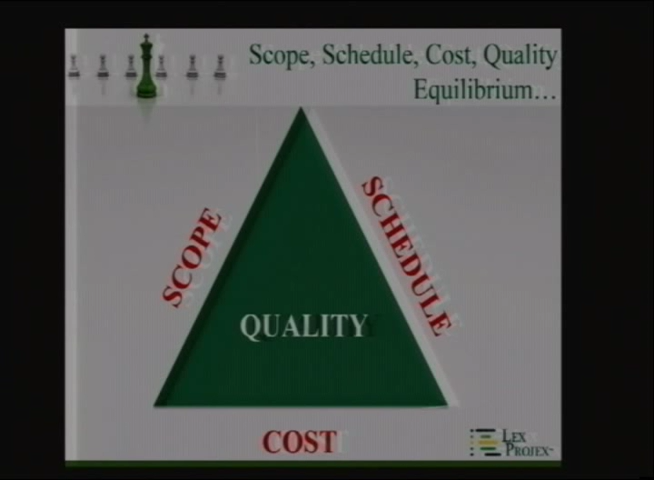 Scope, Schedule, Cost, Quality
Equilibrium...
SCOPE
SCHEDULE
QUALITY
COST
LEX
PROJEX